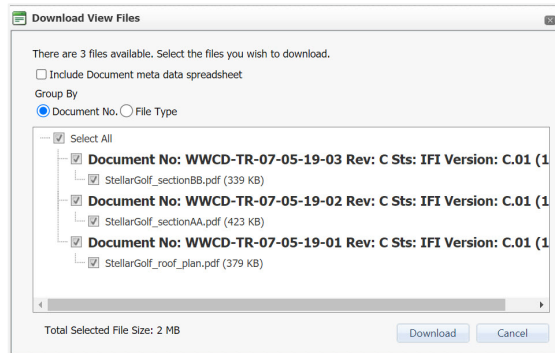 Download View Files
There are 3 files available. Select the files you wish to download.
Include Document meta data spreadsheet
Group By
Document No. File Type
Select All
Document No: WWCD-TR-07-05-19-03 Rev: C Sts: IFI Version: C.01 (1
StellarGolf_sectionBB.pdf (339 KB)
Document No: WWCD-TR-07-05-19-02 Rev: C Sts: IFI Version: C.01 (1
StellarGolf_sectionAA.pdf (423 KB)
Document No: WWCD-TR-07-05-19-01 Rev: C Sts: IFI Version: C.01 (1
StellarGolf_roof_plan.pdf (379 KB)
Total Selected File Size: 2 MB
Download Cancel